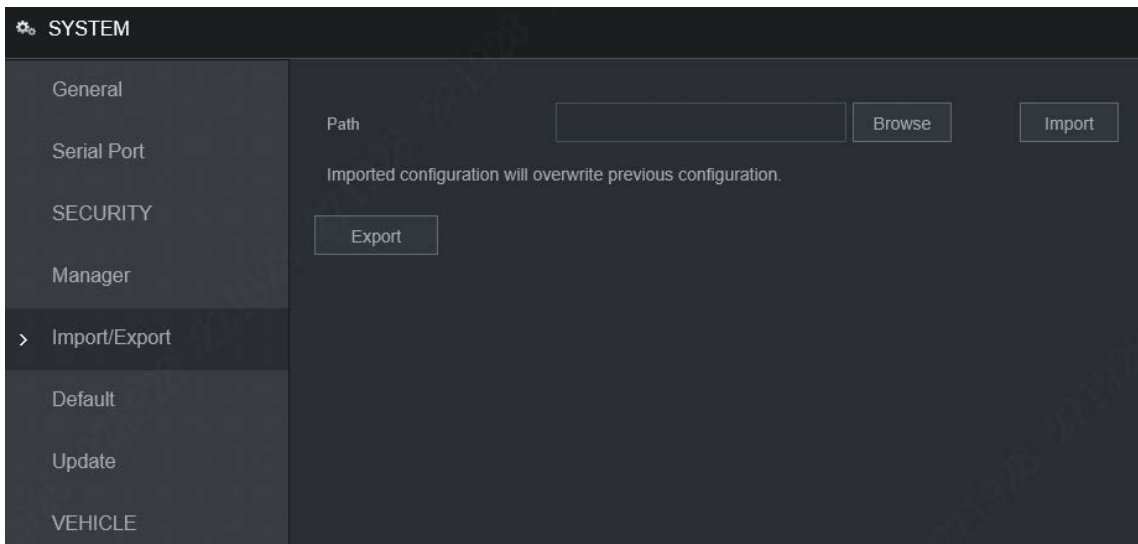 SYSTEM
General
Serial Port
SECURITY
Manager
Import/Export
Default
Update
VEHICLE
Path
Browse
Import
Imported configuration will overwrite previous configuration.
Export